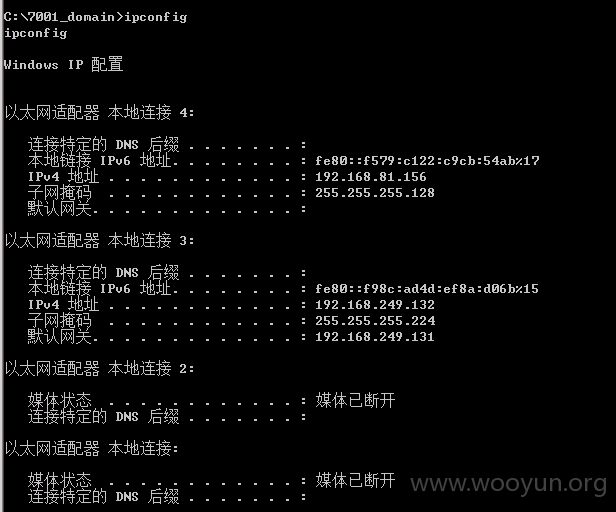 C:\7001_domain>ipconfig
ipconfig
Windows IP 配置
以太网适配器 本地连接 4:
连接特定的 DNS 后缀 . . . . . . . :
本地链接 IPv6 地址. . . . . . . . : fe80::f579:c122:c9cb:54ab%17
IPv4 地址 . . . . . . . . . . . . : 192.168.81.156
子网掩码  . . . . . . . . . . . . : 255.255.255.128
默认网关. . . . . . . . . . . . . :
以太网适配器 本地连接 3:
连接特定的 DNS 后缀 . . . . . . . :
本地链接 IPv6 地址. . . . . . . . : fe80::f98c:ad4d:ef8a:d06b%15
IPv4 地址 . . . . . . . . . . . . : 192.168.249.132
子网掩码  . . . . . . . . . . . . : 255.255.255.224
默认网关. . . . . . . . . . . . . : 192.168.249.131
以太网适配器 本地连接 2:
媒体状态  . . . . . . . . . . . . : 媒体已断开
连接特定的 DNS 后缀 . . . . . . . :
以太网适配器 本地连接:
媒体状态  . . . . . . . . . . . . : 媒体已断开
连接特定的 DNS 后缀 . . . . . . . :
www.wooyun.org